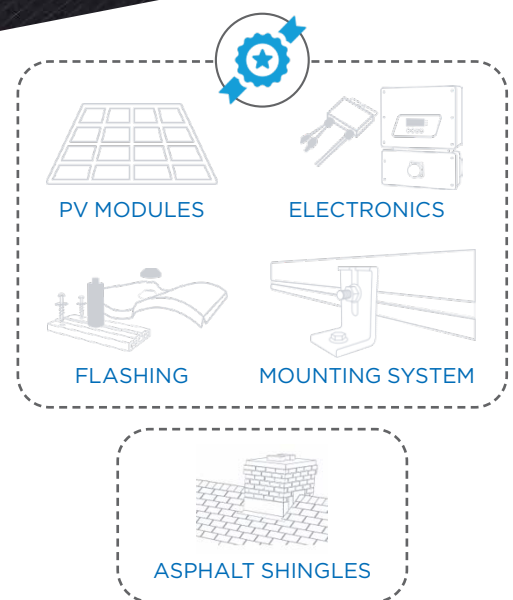 PV MODULES
ELECTRONICS
FLASHING
MOUNTING SYSTEM
ASPHALT SHINGLES